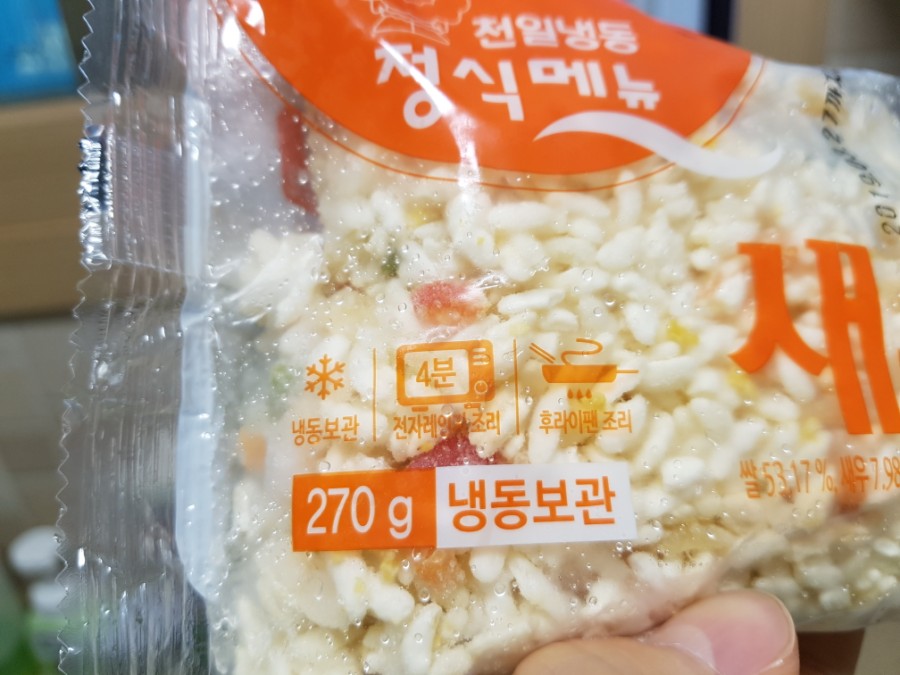 천일냉동
정식메뉴
새
4분
냉동보관
전자레인지 조리
후라이팬 조리
쌀 53.17%, 새우 7.98
270 g 냉동보관